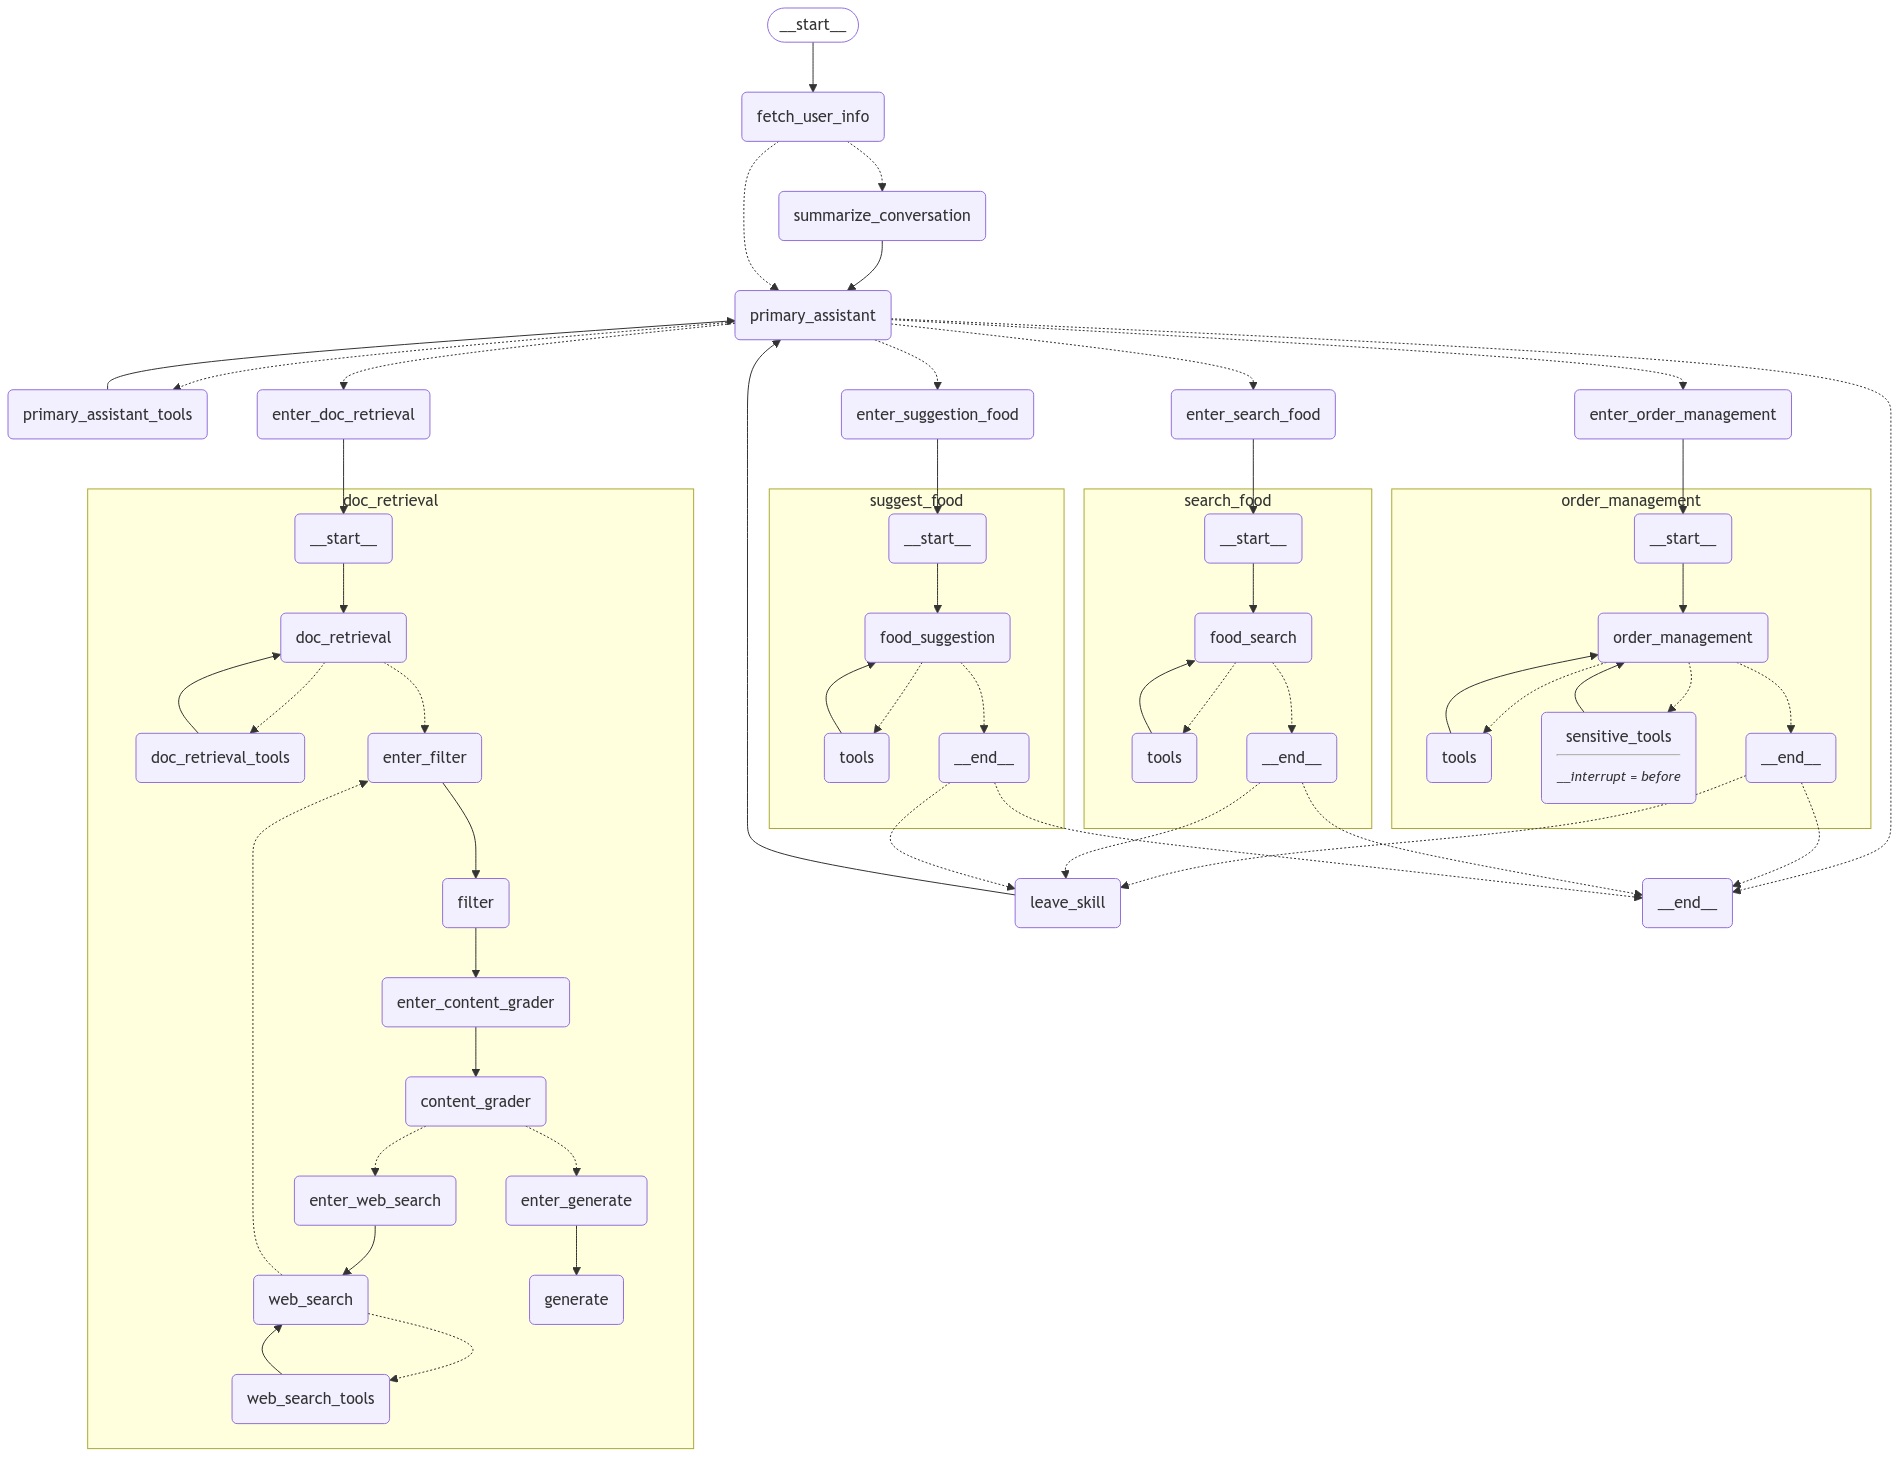 __start__
fetch_user_info
summarize_conversation
primary_assistant
primary_assistant_tools
enter_doc_retrieval
enter_suggestion_food
enter_search_food
enter_order_management
doc_retrieval
__start__
doc_retrieval
doc_retrieval_tools
enter_filter
filter
enter_content_grader
content_grader
enter_web_search
enter_generate
web_search
generate
web_search_tools
suggest_food
__start__
food_suggestion
tools
__end__
search_food
__start__
food_search
tools
__end__
order_management
__start__
order_management
tools
sensitive_tools
__interrupt = before
__end__
leave_skill
__end__